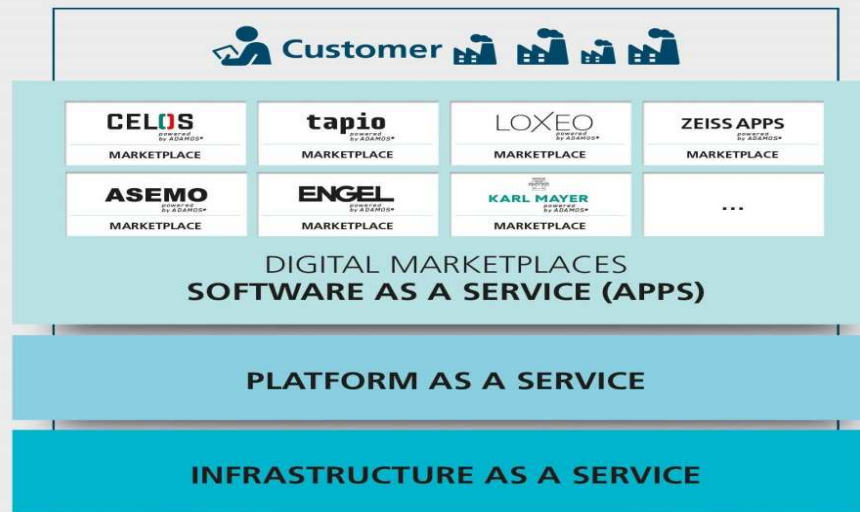 Customer
CELOS
powered
by ADAMOS*
MARKETPLACE
tapio
powered
by ADAMOS*
MARKETPLACE
LOXEO
powered
by ADAMOS*
MARKETPLACE
ZEISS APPS
powered
by ADAMOS*
MARKETPLACE
ASEMO
powered
by ADAMOS*
MARKETPLACE
ENGEL
powered
by ADAMOS*
MARKETPLACE
KARL MAYER
powered
by ADAMOS*
MARKETPLACE
...
DIGITAL MARKETPLACES
SOFTWARE AS A SERVICE (APPS)
PLATFORM AS A SERVICE
INFRASTRUCTURE AS A SERVICE